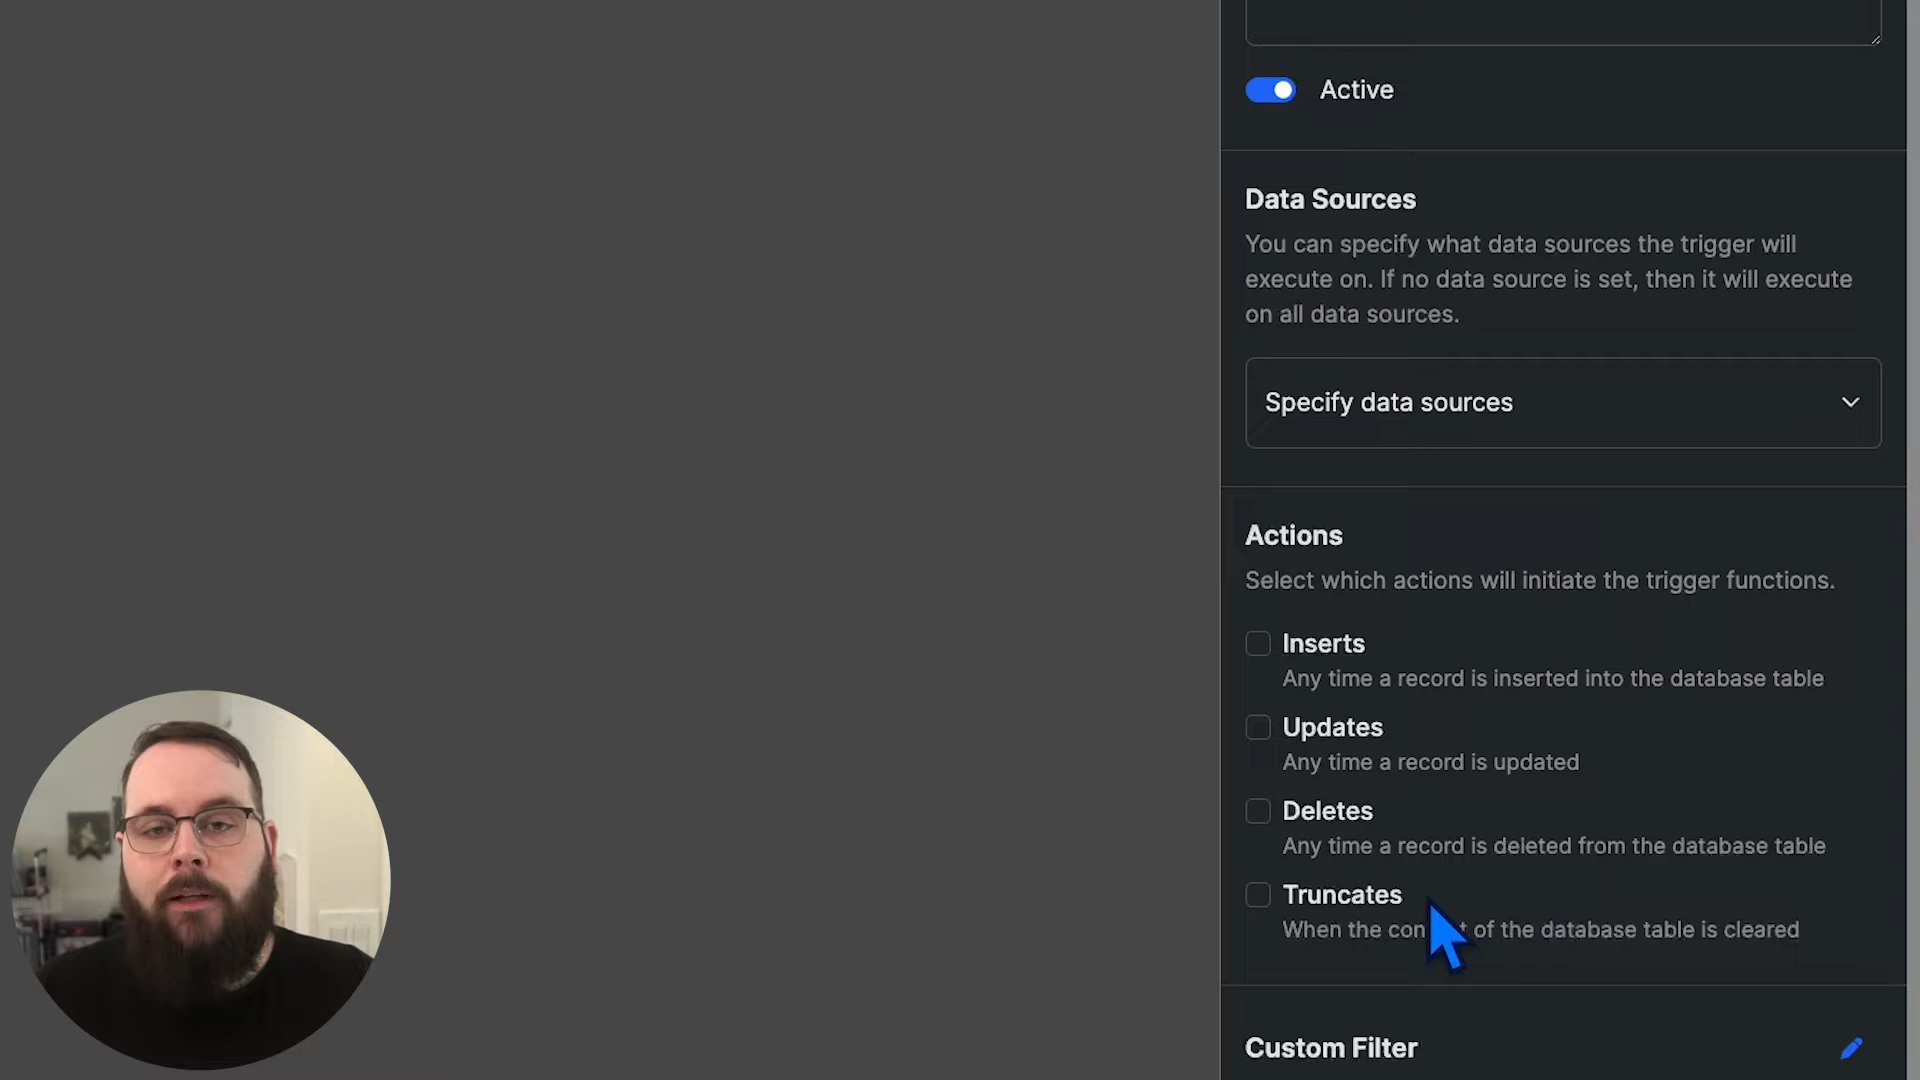 Active
Data Sources
You can specify what data sources the trigger will
execute on. If no data source is set, then it will execute
on all data sources.
Specify data sources
Actions
Select which actions will initiate the trigger functions.
Inserts
Any time a record is inserted into the database table
Updates
Any time a record is updated
Deletes
Any time a record is deleted from the database table
Truncates
When the of the database table is cleared
Custom Filter